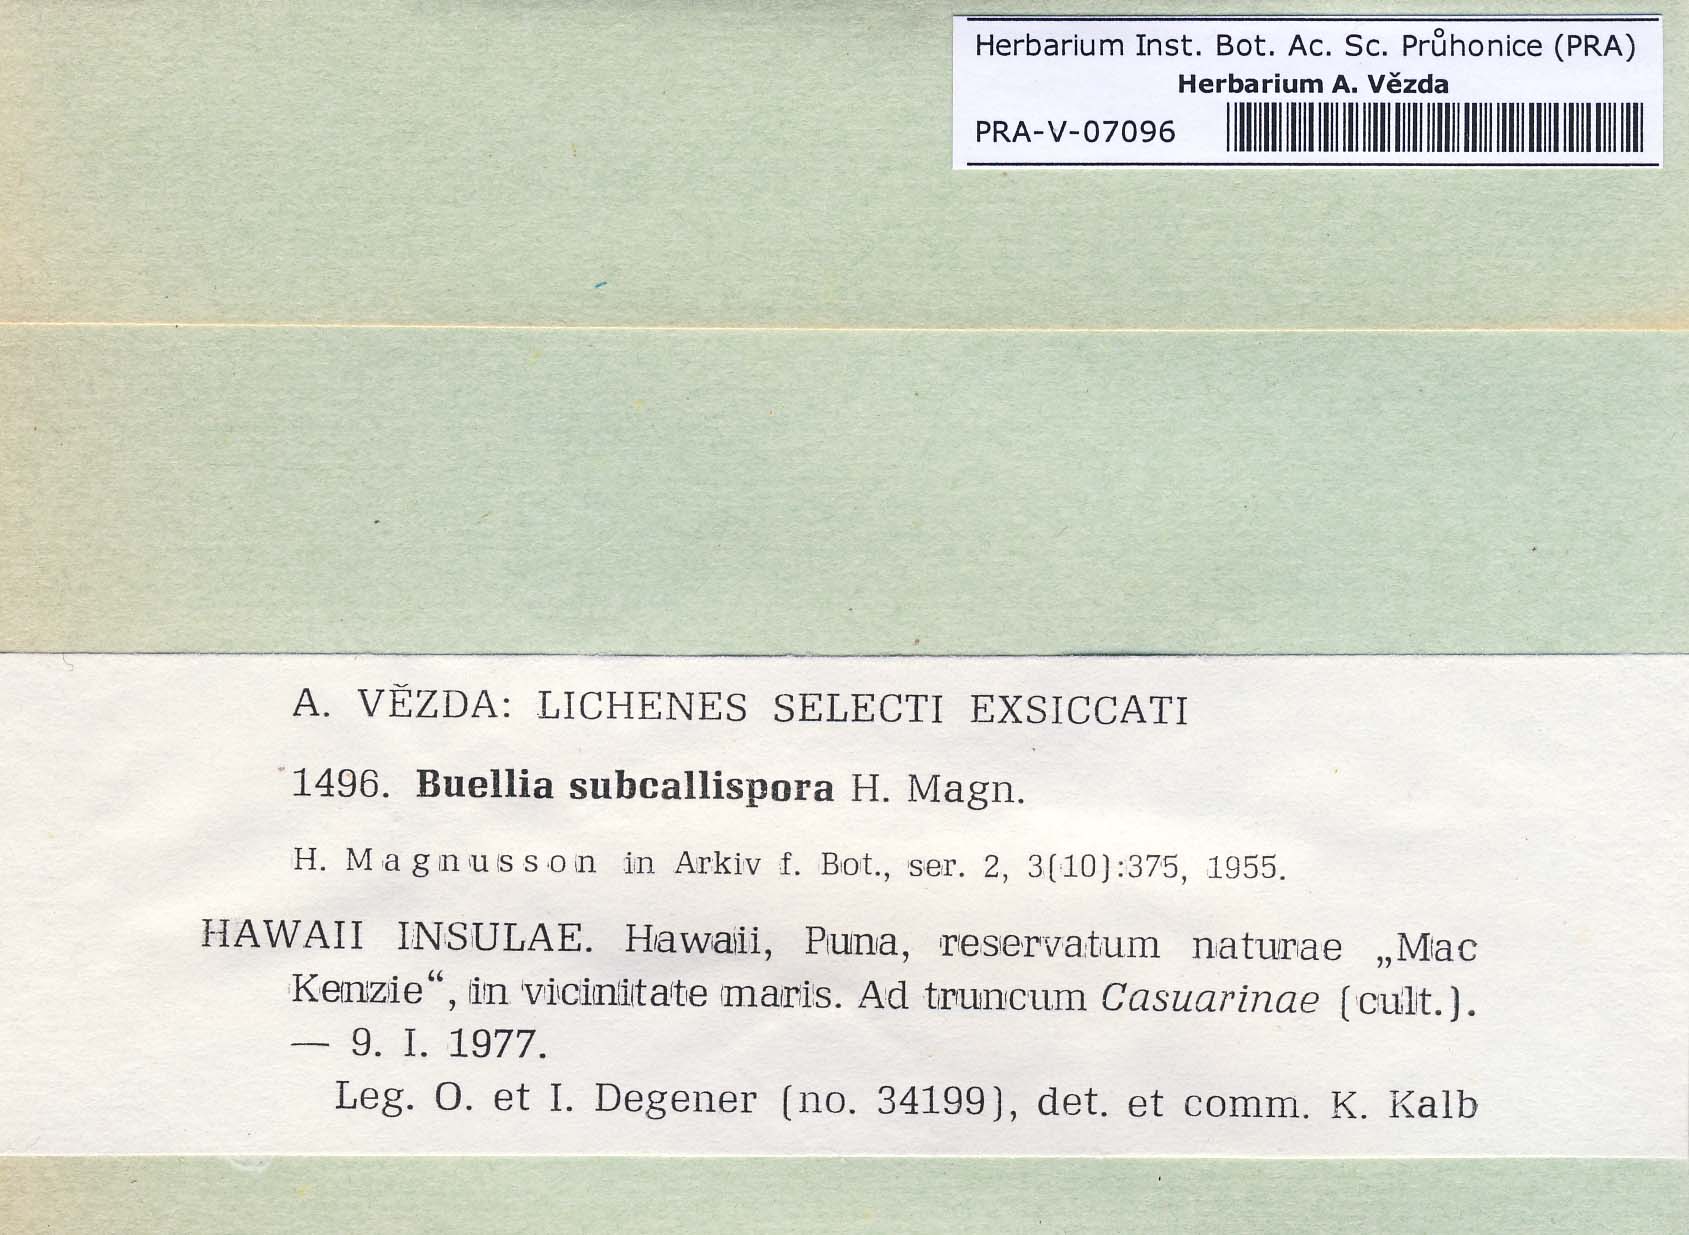 Herbarium Inst. Bot. Ac. Sc. Průhonice (PRA)
Herbarium A. Vězda
PRA-V-07096
A. VĚZDA: LICHENES SELECTI EXSICCATI
1496. Buellia subcallispora H. Magn.
H. Magnusson in Arkiv f. Bot., ser. 2, 3(10):375, 1955.
HAWAII INSULAE. Hawaii, Puna, reservatum naturae „Mac
Kenzie“, in vicinitate maris. Ad truncum Casuarinae (cult.).
— 9. I. 1977.
Leg. O. et I. Degener (no. 34199), det. et comm. K. Kalb